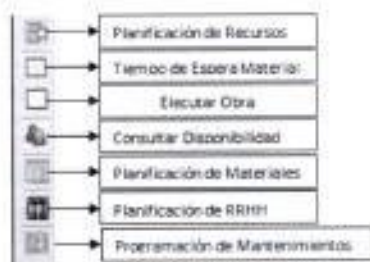 Planificación de Recursos
Tiempo de Espera Material
Ejecutar Obra
Consultar Disponibilidad
Planificación de Materiales
Planificación de RRHH
Programación de Mantenimientos